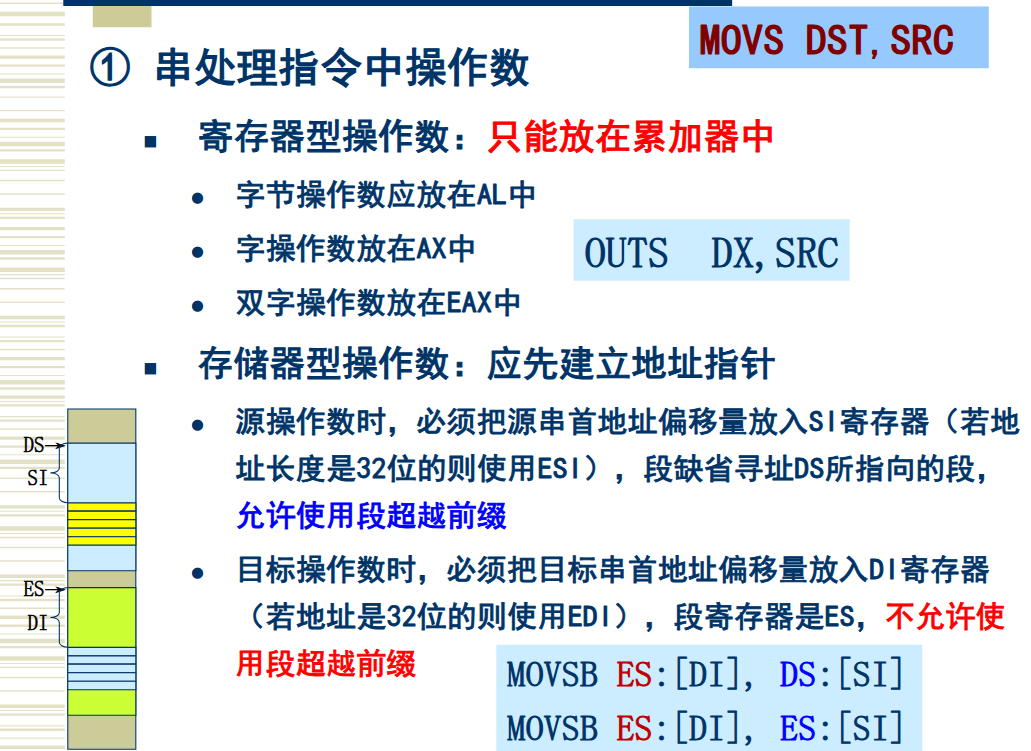 MOVS DST,SRC
① 串处理指令中操作数
■ 寄存器型操作数：只能放在累加器中
● 字节操作数应放在AL中
● 字操作数放在AX中
OUTS DX,SRC
● 双字操作数放在EAX中
■ 存储器型操作数：应先建立地址指针
● 源操作数时，必须把源串首地址偏移量放入SI寄存器（若地
址长度是32位的则使用ESI），段缺省寻址DS所指向的段，
允许使用段超越前缀
● 目标操作数时，必须把目标串首地址偏移量放入DI寄存器
（若地址是32位的则使用EDI），段寄存器是ES，不允许使
用段超越前缀
MOVSB ES:[DI], DS:[SI]
MOVSB ES:[DI], ES:[SI]
DS
SI
ES
DI